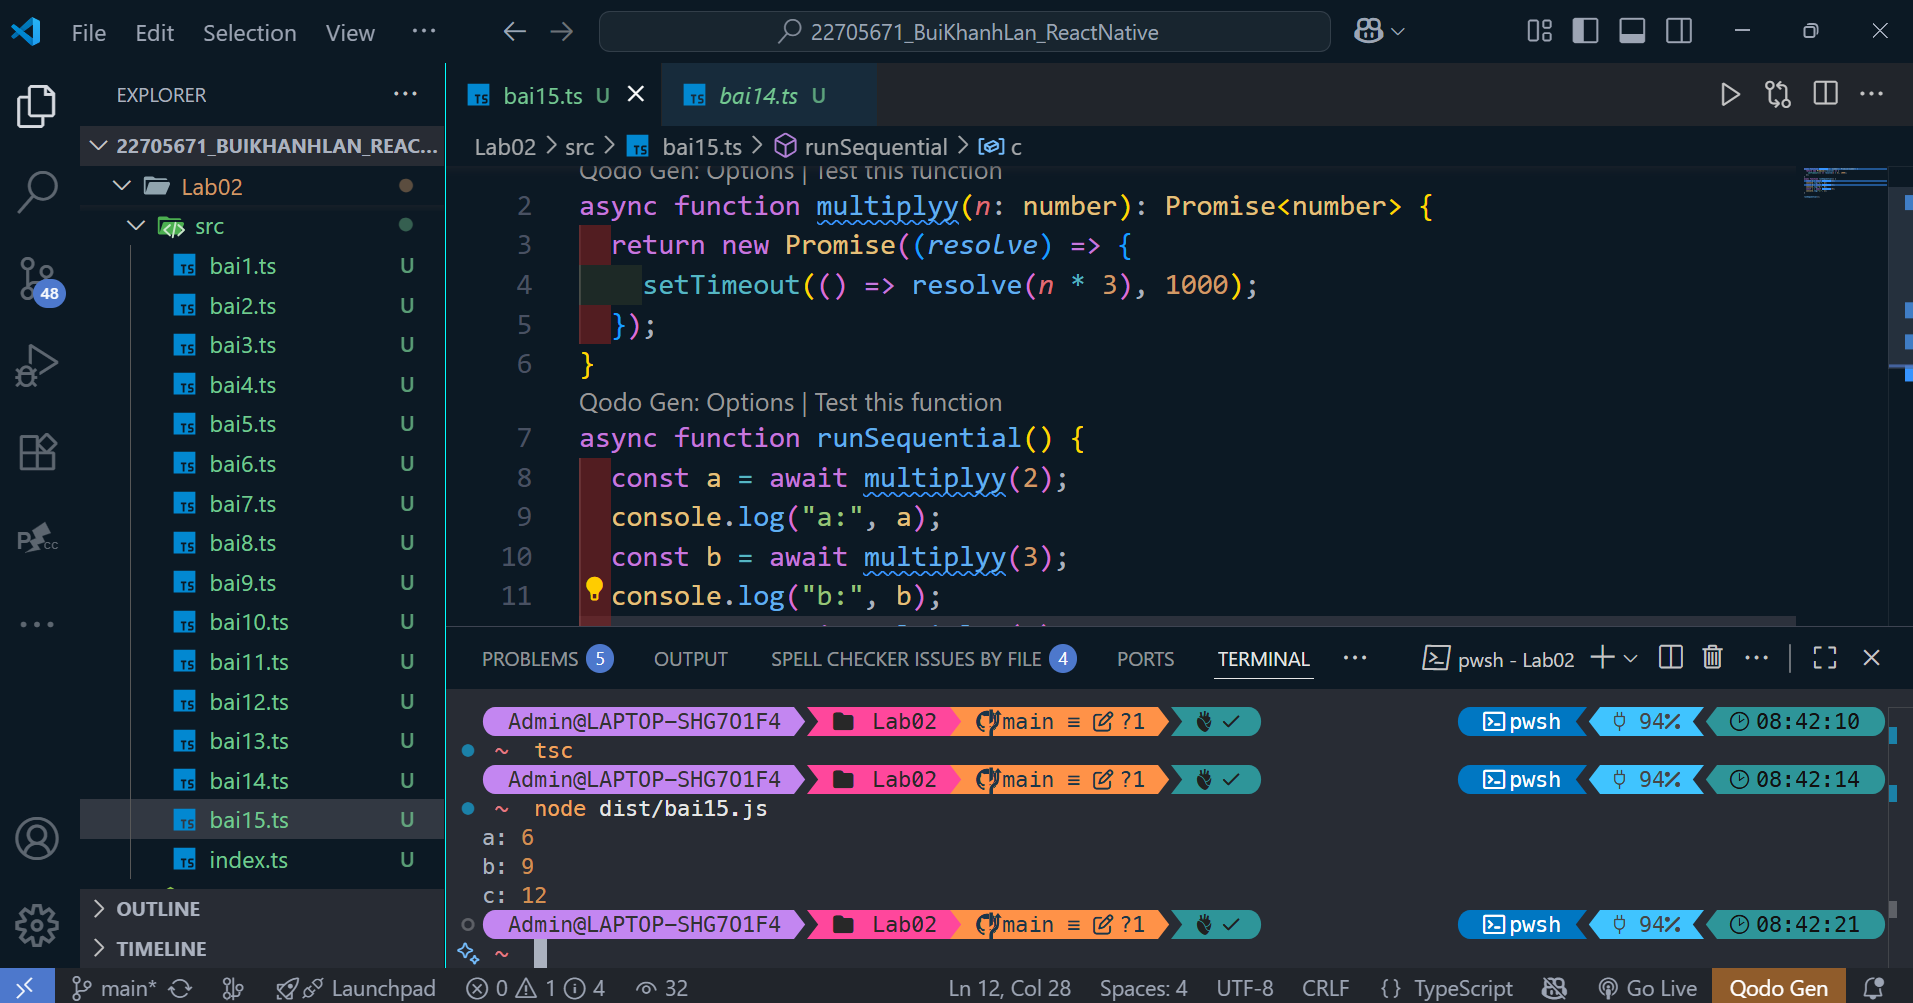 File Edit Selection View ··· 22705671_BuiKhanhLan_ReactNative
EXPLORER
22705671_BUIKHANHLAN_REAC...
Lab02
src
bai1.ts U
bai2.ts U
bai3.ts U
bai4.ts U
bai5.ts U
bai6.ts U
bai7.ts U
bai8.ts U
bai9.ts U
bai10.ts U
bai11.ts U
bai12.ts U
bai13.ts U
bai14.ts U
bai15.ts U
index.ts U
OUTLINE
TIMELINE
48
bai15.ts U bai14.ts U
Lab02 > src > TS bai15.ts > runSequential > c
Qodo Gen: Options | Test this function
2 async function multiplyy(n: number): Promise<number> {
3 return new Promise((resolve) => {
4 setTimeout(() => resolve(n * 3), 1000);
5 });
6 }
Qodo Gen: Options | Test this function
7 async function runSequential() {
8 const a = await multiplyy(2);
9 console.log("a:", a);
10 const b = await multiplyy(3);
11 console.log("b:", b);
PROBLEMS 5 OUTPUT SPELL CHECKER ISSUES BY FILE 4 PORTS TERMINAL ··· pwsh - Lab02
Admin@LAPTOP-SHG7O1F4 Lab02 main ≡ ?1 ✓ pwsh 94% 08:42:10
~ tsc
Admin@LAPTOP-SHG7O1F4 Lab02 main ≡ ?1 ✓ pwsh 94% 08:42:14
~ node dist/bai15.js
a: 6
b: 9
c: 12
Admin@LAPTOP-SHG7O1F4 Lab02 main ≡ ?1 ✓ pwsh 94% 08:42:21
~
main* Launchpad 0 1 4 32 Ln 12, Col 28 Spaces: 4 UTF-8 CRLF {} TypeScript Go Live Qodo Gen